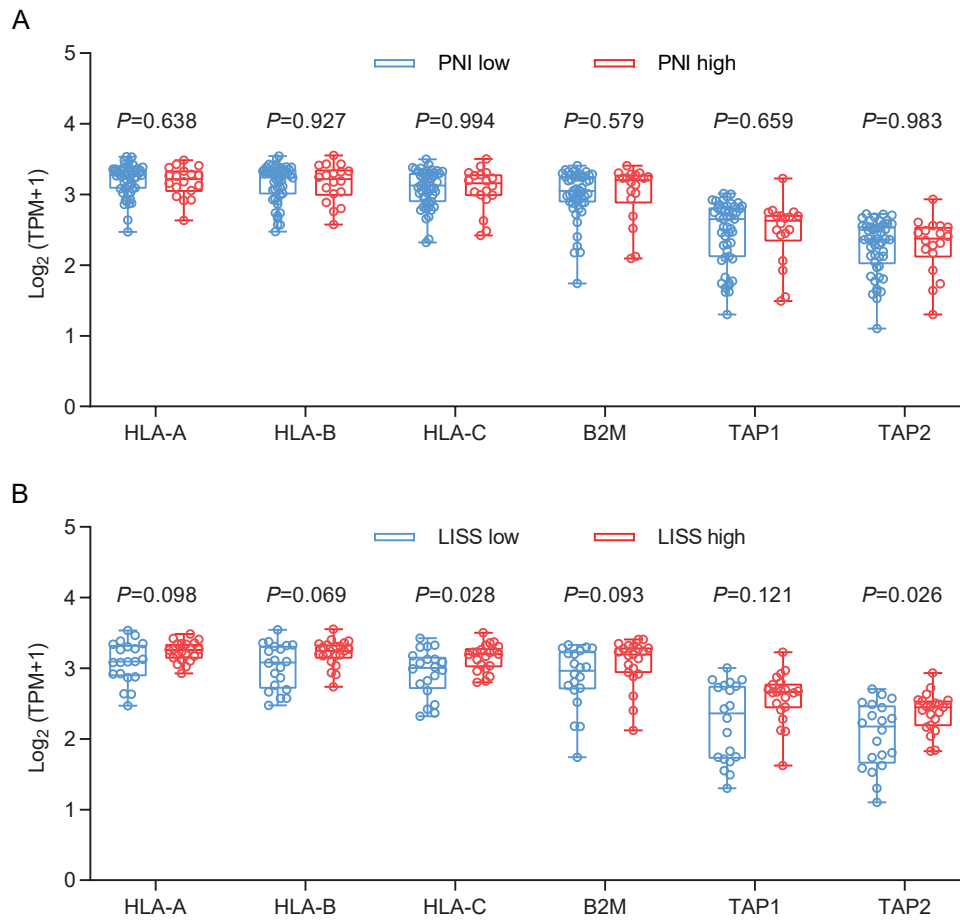 A
5
PNI low PNI high
4
P=0.638 P=0.927 P=0.994 P=0.579 P=0.659 P=0.983
3
Log₂ (TPM+1)
2
1
0
HLA-A HLA-B HLA-C B2M TAP1 TAP2
B
5
LISS low LISS high
4
P=0.098 P=0.069 P=0.028 P=0.093 P=0.121 P=0.026
3
Log₂ (TPM+1)
2
1
0
HLA-A HLA-B HLA-C B2M TAP1 TAP2